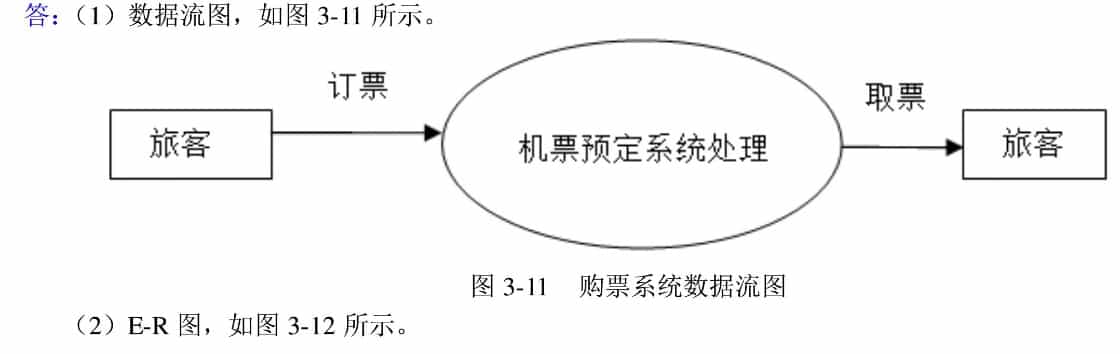 答：（1）数据流图，如图 3-11 所示。
订票
取票
旅客
机票预定系统处理
旅客
图 3-11 购票系统数据流图
（2）E-R 图，如图 3-12 所示。